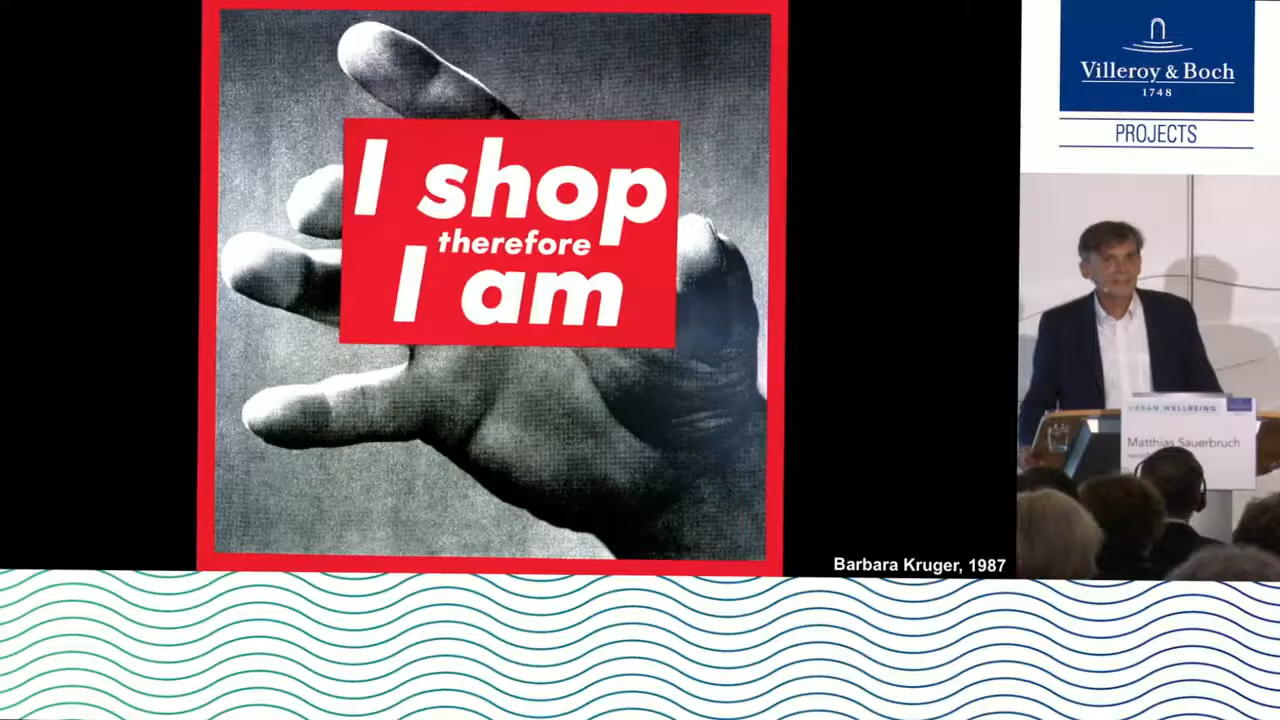 I shop
therefore
I am
Barbara Kruger, 1987
Villeroy & Boch
1748
PROJECTS
URBAN WELLBEING
Matthias Sauerbruch